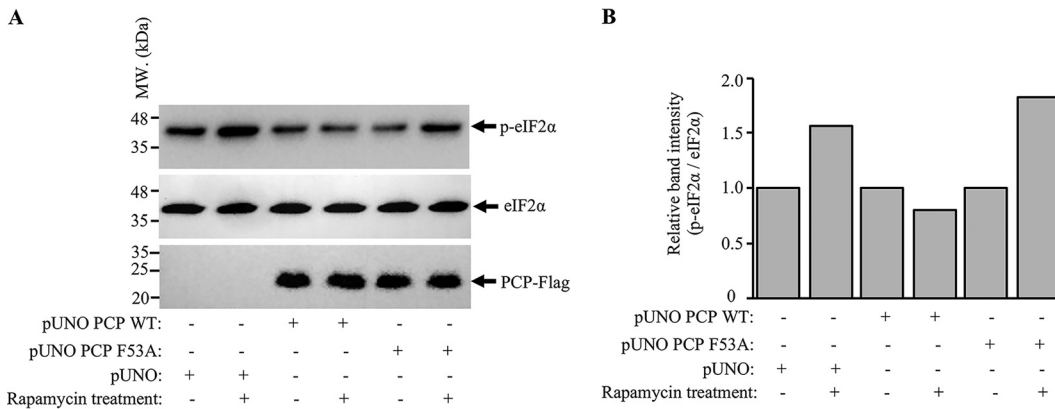 A
MW. (kDa)
48
35
p-eIF2α
48
35
eIF2α
35
25
20
PCP-Flag
pUNO PCP WT: - - + + - -
pUNO PCP F53A: - - - - + +
pUNO: + + - - - -
Rapamycin treatment: - + - + - +
B
Relative band intensity
(p-eIF2α / eIF2α)
2.0
1.5
1.0
0.5
0
pUNO PCP WT: - - + + - -
pUNO PCP F53A: - - - - + +
pUNO: + + - - - -
Rapamycin treatment: - + - + - +